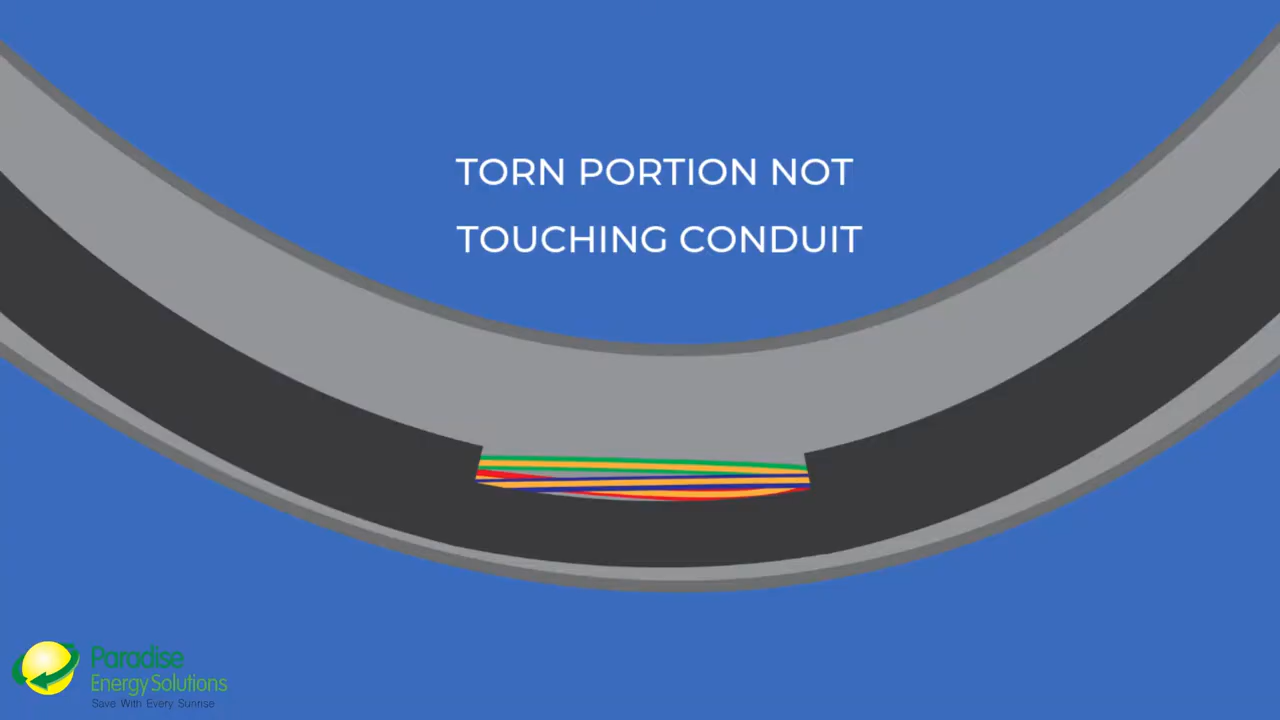 TORN PORTION NOT
TOUCHING CONDUIT
Paradise
Energy Solutions
Save With Every Sunrise